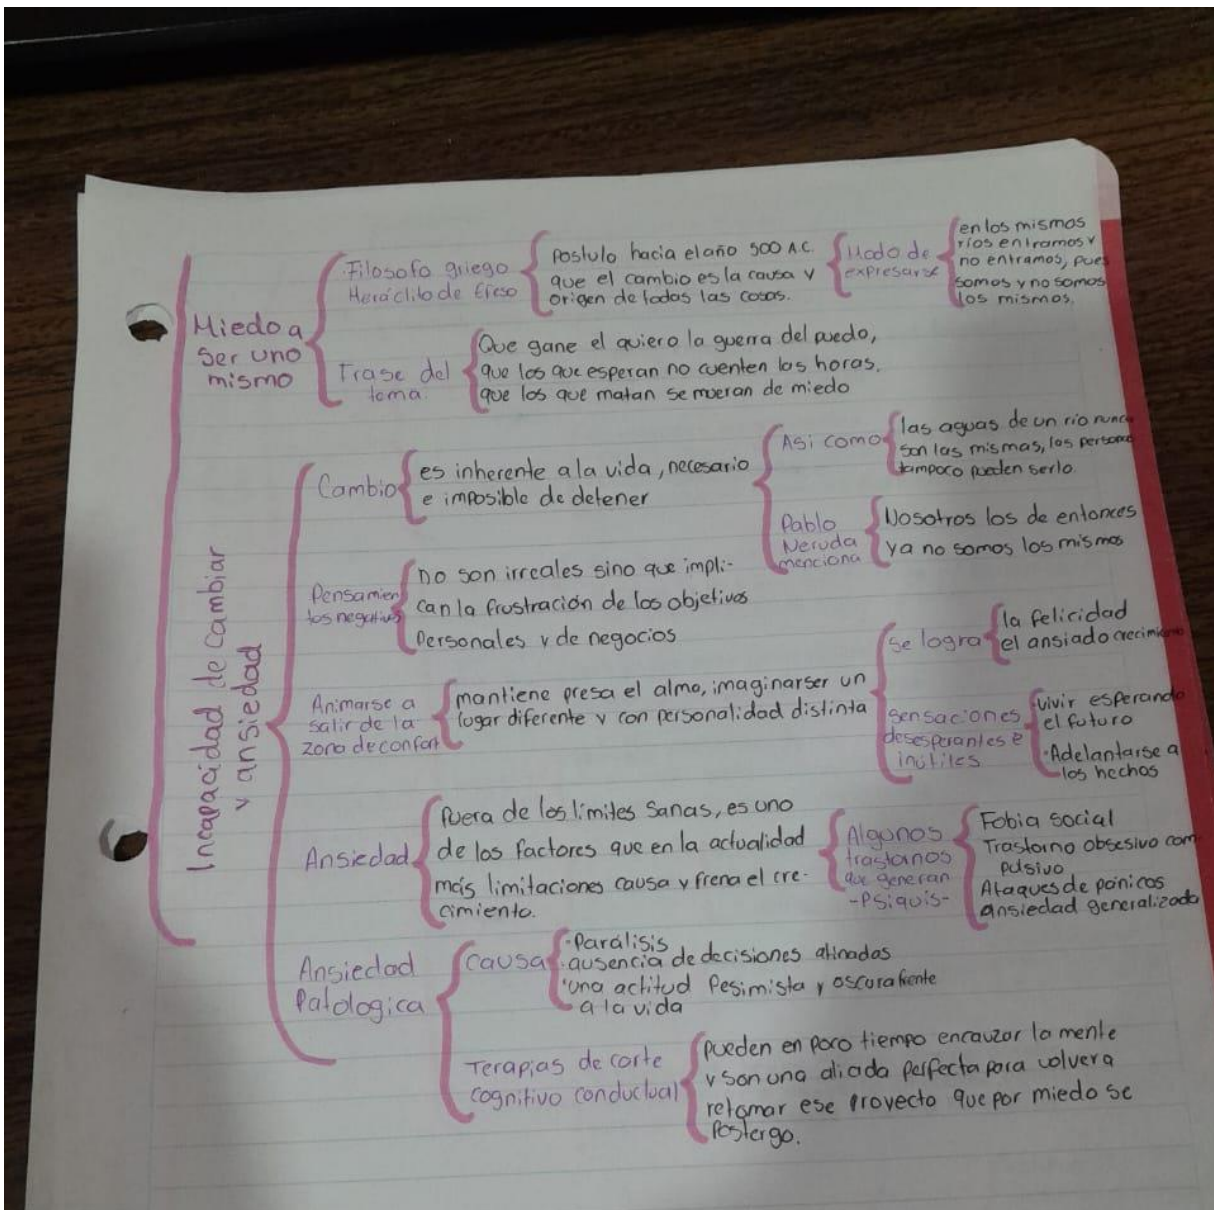 Incapacidad de Cambiar
y ansiedad
Miedo a
ser uno
mismo
Filosofo griego
Heráclito de Efeso
Postulo hacia el año 500 A.C.
que el cambio es la causa y
origen de todas las cosas.
Modo de
expresarse
en los mismos
ríos entramos y
no entramos, pues
somos y no somos
los mismos.
Frase del
tema.
Que gane el quiero la guerra del puedo,
que los que esperan no cuenten las horas.
que los que matan se mueran de miedo
Cambio
es inherente a la vida, necesario
e imposible de detener
Asi como
las aguas de un rio nunca
son las mismas, las persona
tampoco pueden serlo.
Pablo
Neruda
menciona
Nosotros los de entonces
ya no somos los mismos
Pensamien
tos negativos
no son irreales sino que impli-
can la frustración de los objetivos
Personales y de negocios
Animarse a
salir de la
zona de confort
mantiene presa el alma, imaginarser un
lugar diferente y con personalidad distinta
Se logra
la felicidad
el ansiado crecimiento
sensaciones
desesperantes e
inútiles
·vivir esperando
el futuro
·Adelantarse a
los hechos
Ansiedad
fuera de los límites sanas, es uno
de los factores que en la actualidad
más limitaciones causa y frena el cre-
cimiento.
Algunos
trastonos
que generan
-Psiquis-
Fobia social
Trastorno obsesivo com
pulsivo
Ataques de pánicos
ansiedad generalizada
Ansiedad
Patologica
causa
·Parálisis
·ausencia de decisiones atinadas
·una actitud Pesimista y oscura frente
a la vida
Terapias de corte
cognitivo conductual
pueden en poco tiempo encauzar la mente
y son una aliada perfecta para volver a
retomar ese proyecto que por miedo se
Postergo.